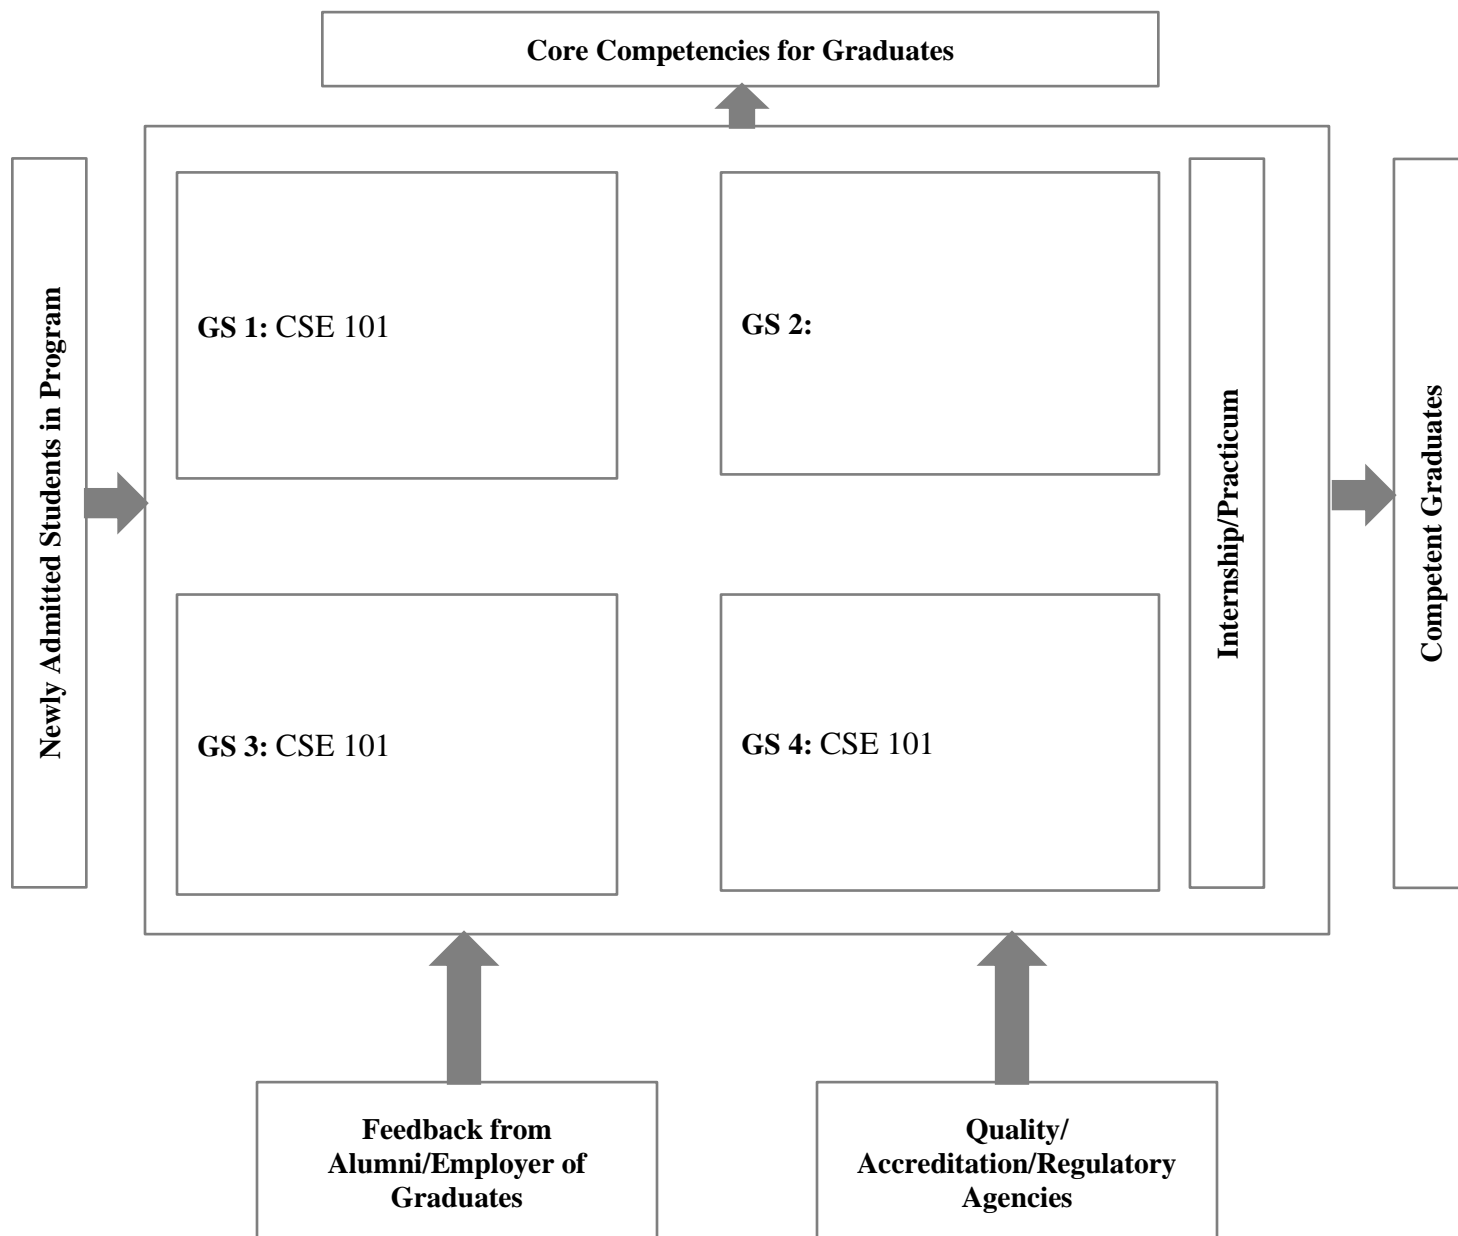 Core Competencies for Graduates
Newly Admitted Students in Program
GS 1: CSE 101
GS 2:
GS 3: CSE 101
GS 4: CSE 101
Internship/Practicum
Competent Graduates
Feedback from
Alumni/Employer of
Graduates
Quality/
Accreditation/Regulatory
Agencies